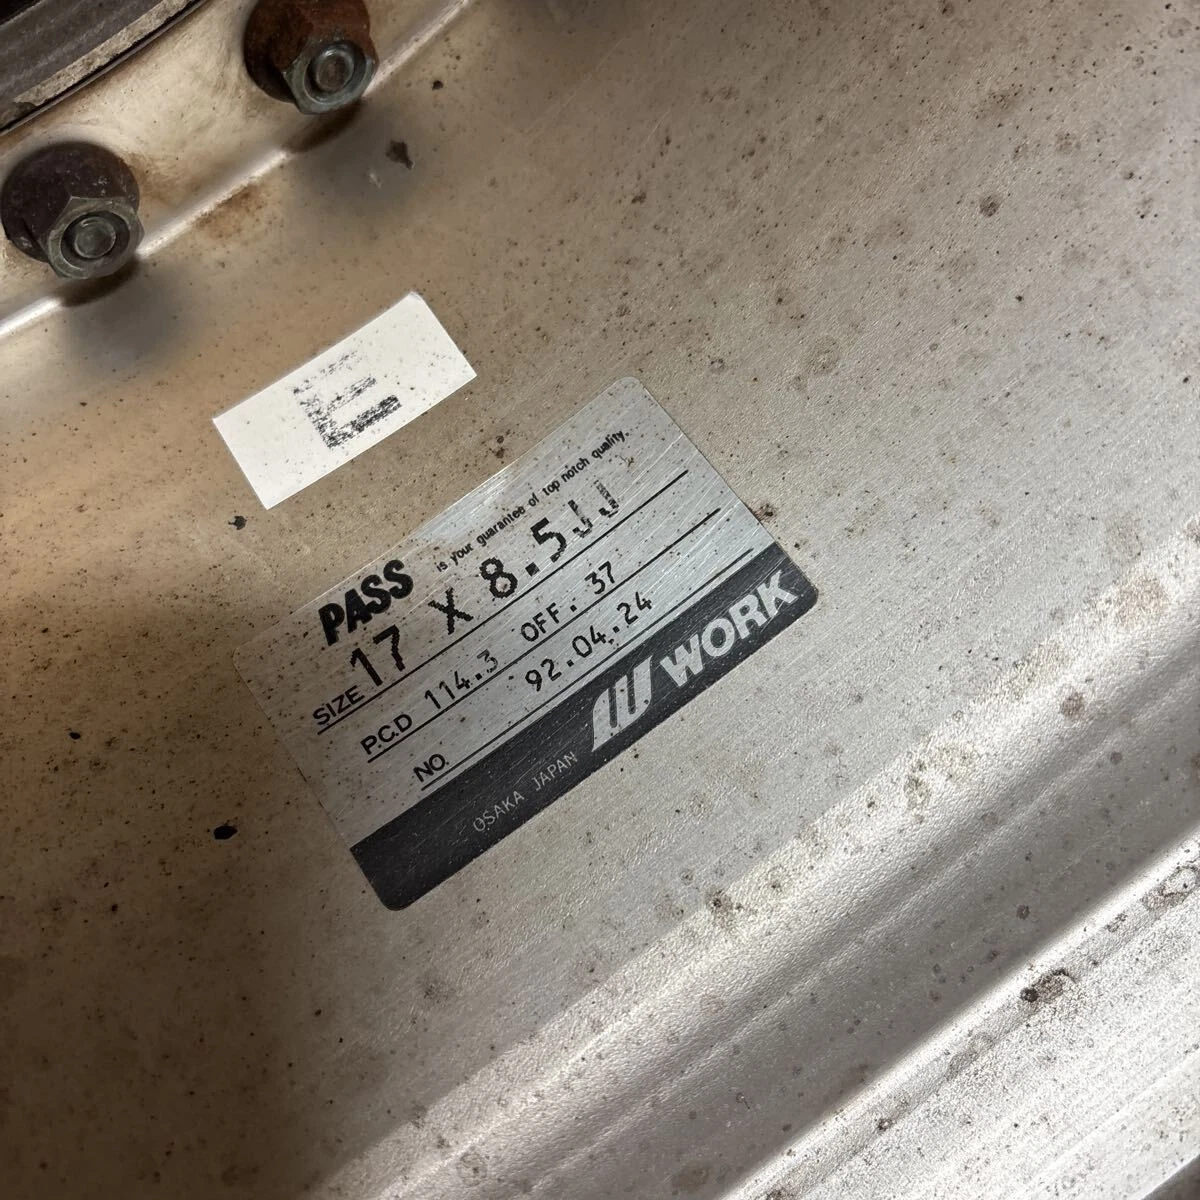 E
PASS is your guarantee of top notch quality.
SIZE 17 X 8.5JJ
P.C.D 114.3 OFF. 37
NO. 92.04.24
OSAKA JAPAN W WORK